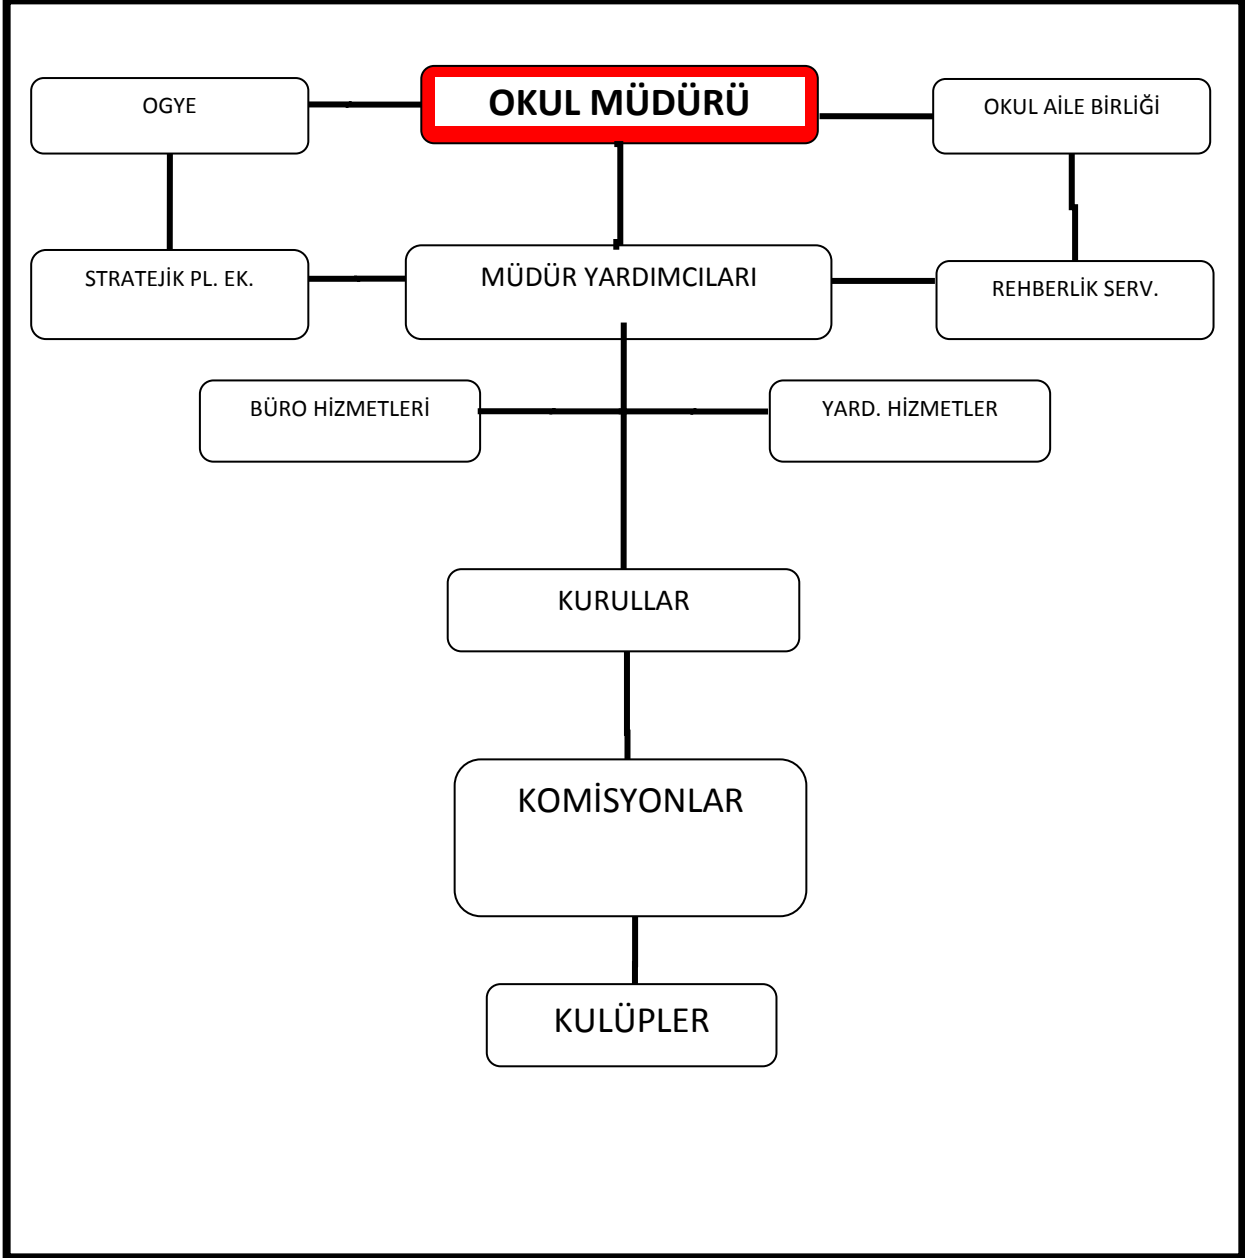 OGYE
OKUL MÜDÜRÜ
OKUL AİLE BİRLİĞİ
STRATEJİK PL. EK.
MÜDÜR YARDIMCILARI
REHBERLİK SERV.
BÜRO HİZMETLERİ
YARD. HİZMETLER
KURULLAR
KOMİSYONLAR
KULÜPLER